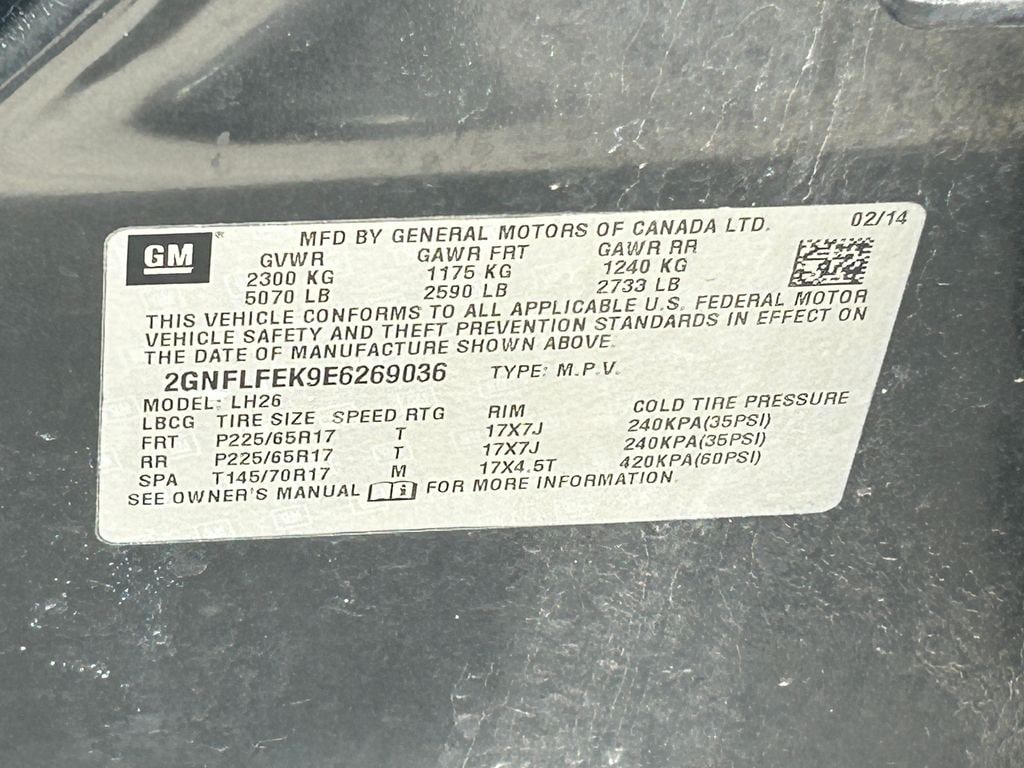 GM
MFD BY GENERAL MOTORS OF CANADA LTD. 02/14
GVWR GAWR FRT GAWR RR
2300 KG 1175 KG 1240 KG
5070 LB 2590 LB 2733 LB
THIS VEHICLE CONFORMS TO ALL APPLICABLE U.S. FEDERAL MOTOR
VEHICLE SAFETY AND THEFT PREVENTION STANDARDS IN EFFECT ON
THE DATE OF MANUFACTURE SHOWN ABOVE.
2GNFLFEK9E6269036 TYPE: M.P.V.
MODEL: LH26
LBCG TIRE SIZE SPEED RTG RIM COLD TIRE PRESSURE
FRT P225/65R17 T 17X7J 240KPA(35PSI)
RR P225/65R17 T 17X7J 240KPA(35PSI)
SPA T145/70R17 M 17X4.5T 420KPA(60PSI)
SEE OWNER'S MANUAL FOR MORE INFORMATION.